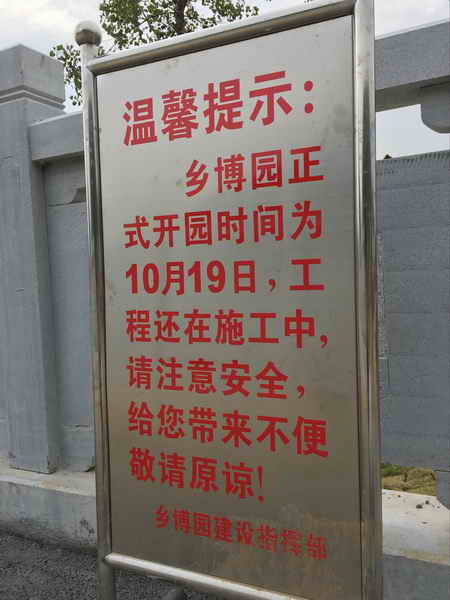 温馨提示：
乡博园正
式开园时间为
10月19日，工
程还在施工中，
请注意安全，
给您带来不便
敬请原谅！
乡博园建设指挥部